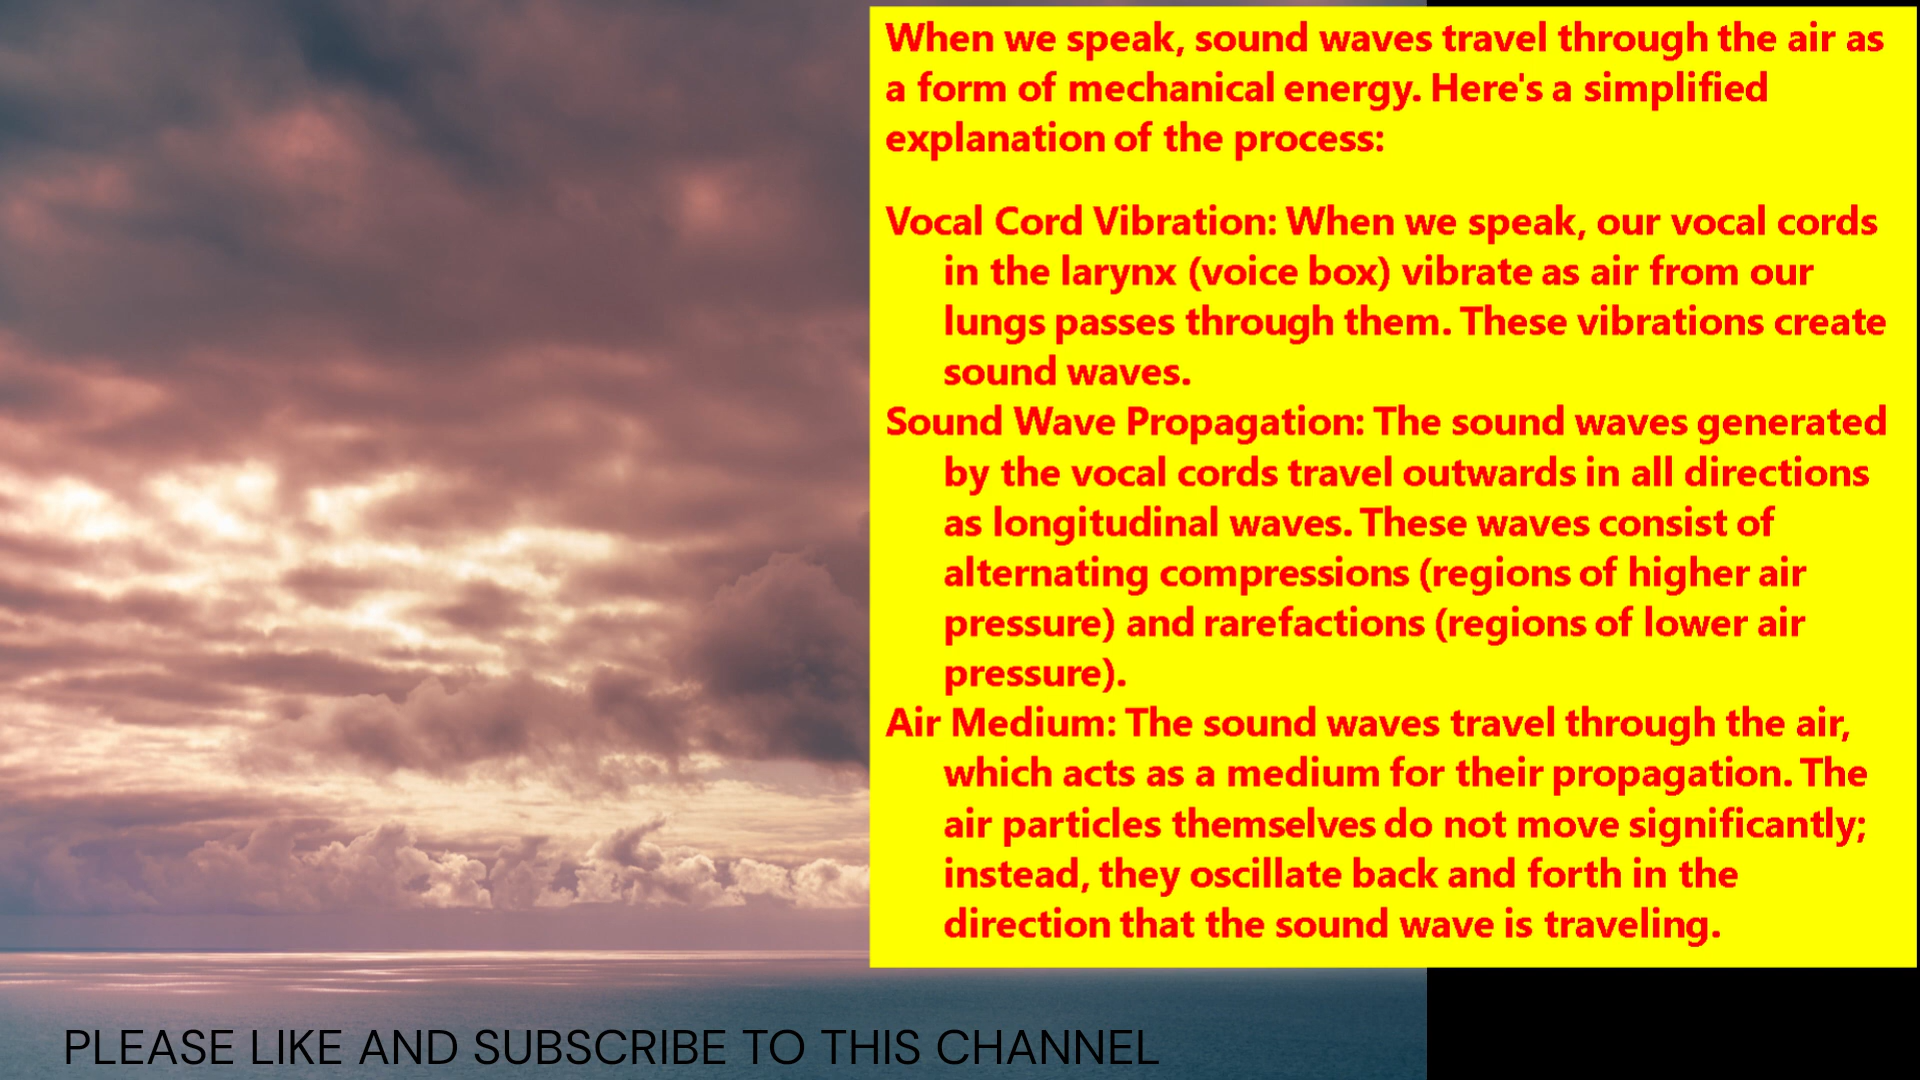 When we speak, sound waves travel through the air as
a form of mechanical energy. Here's a simplified
explanation of the process:
Vocal Cord Vibration: When we speak, our vocal cords
in the larynx (voice box) vibrate as air from our
lungs passes through them. These vibrations create
sound waves.
Sound Wave Propagation: The sound waves generated
by the vocal cords travel outwards in all directions
as longitudinal waves. These waves consist of
alternating compressions (regions of higher air
pressure) and rarefactions (regions of lower air
pressure).
Air Medium: The sound waves travel through the air,
which acts as a medium for their propagation. The
air particles themselves do not move significantly;
instead, they oscillate back and forth in the
direction that the sound wave is traveling.
PLEASE LIKE AND SUBSCRIBE TO THIS CHANNEL